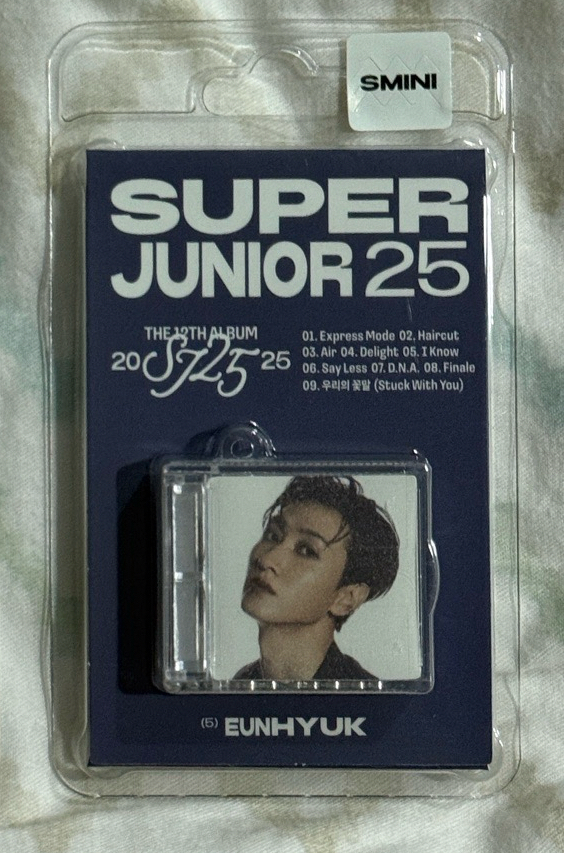 SMINI
SUPER
JUNIOR 25
THE 12TH ALBUM
20 SJ25 25
01. Express Mode 02. Haircut
03. Air 04. Delight 05. I Know
06. Say Less 07. D.N.A. 08. Finale
09. 우리의 꽃말 (Stuck With You)
(5) EUNHYUK